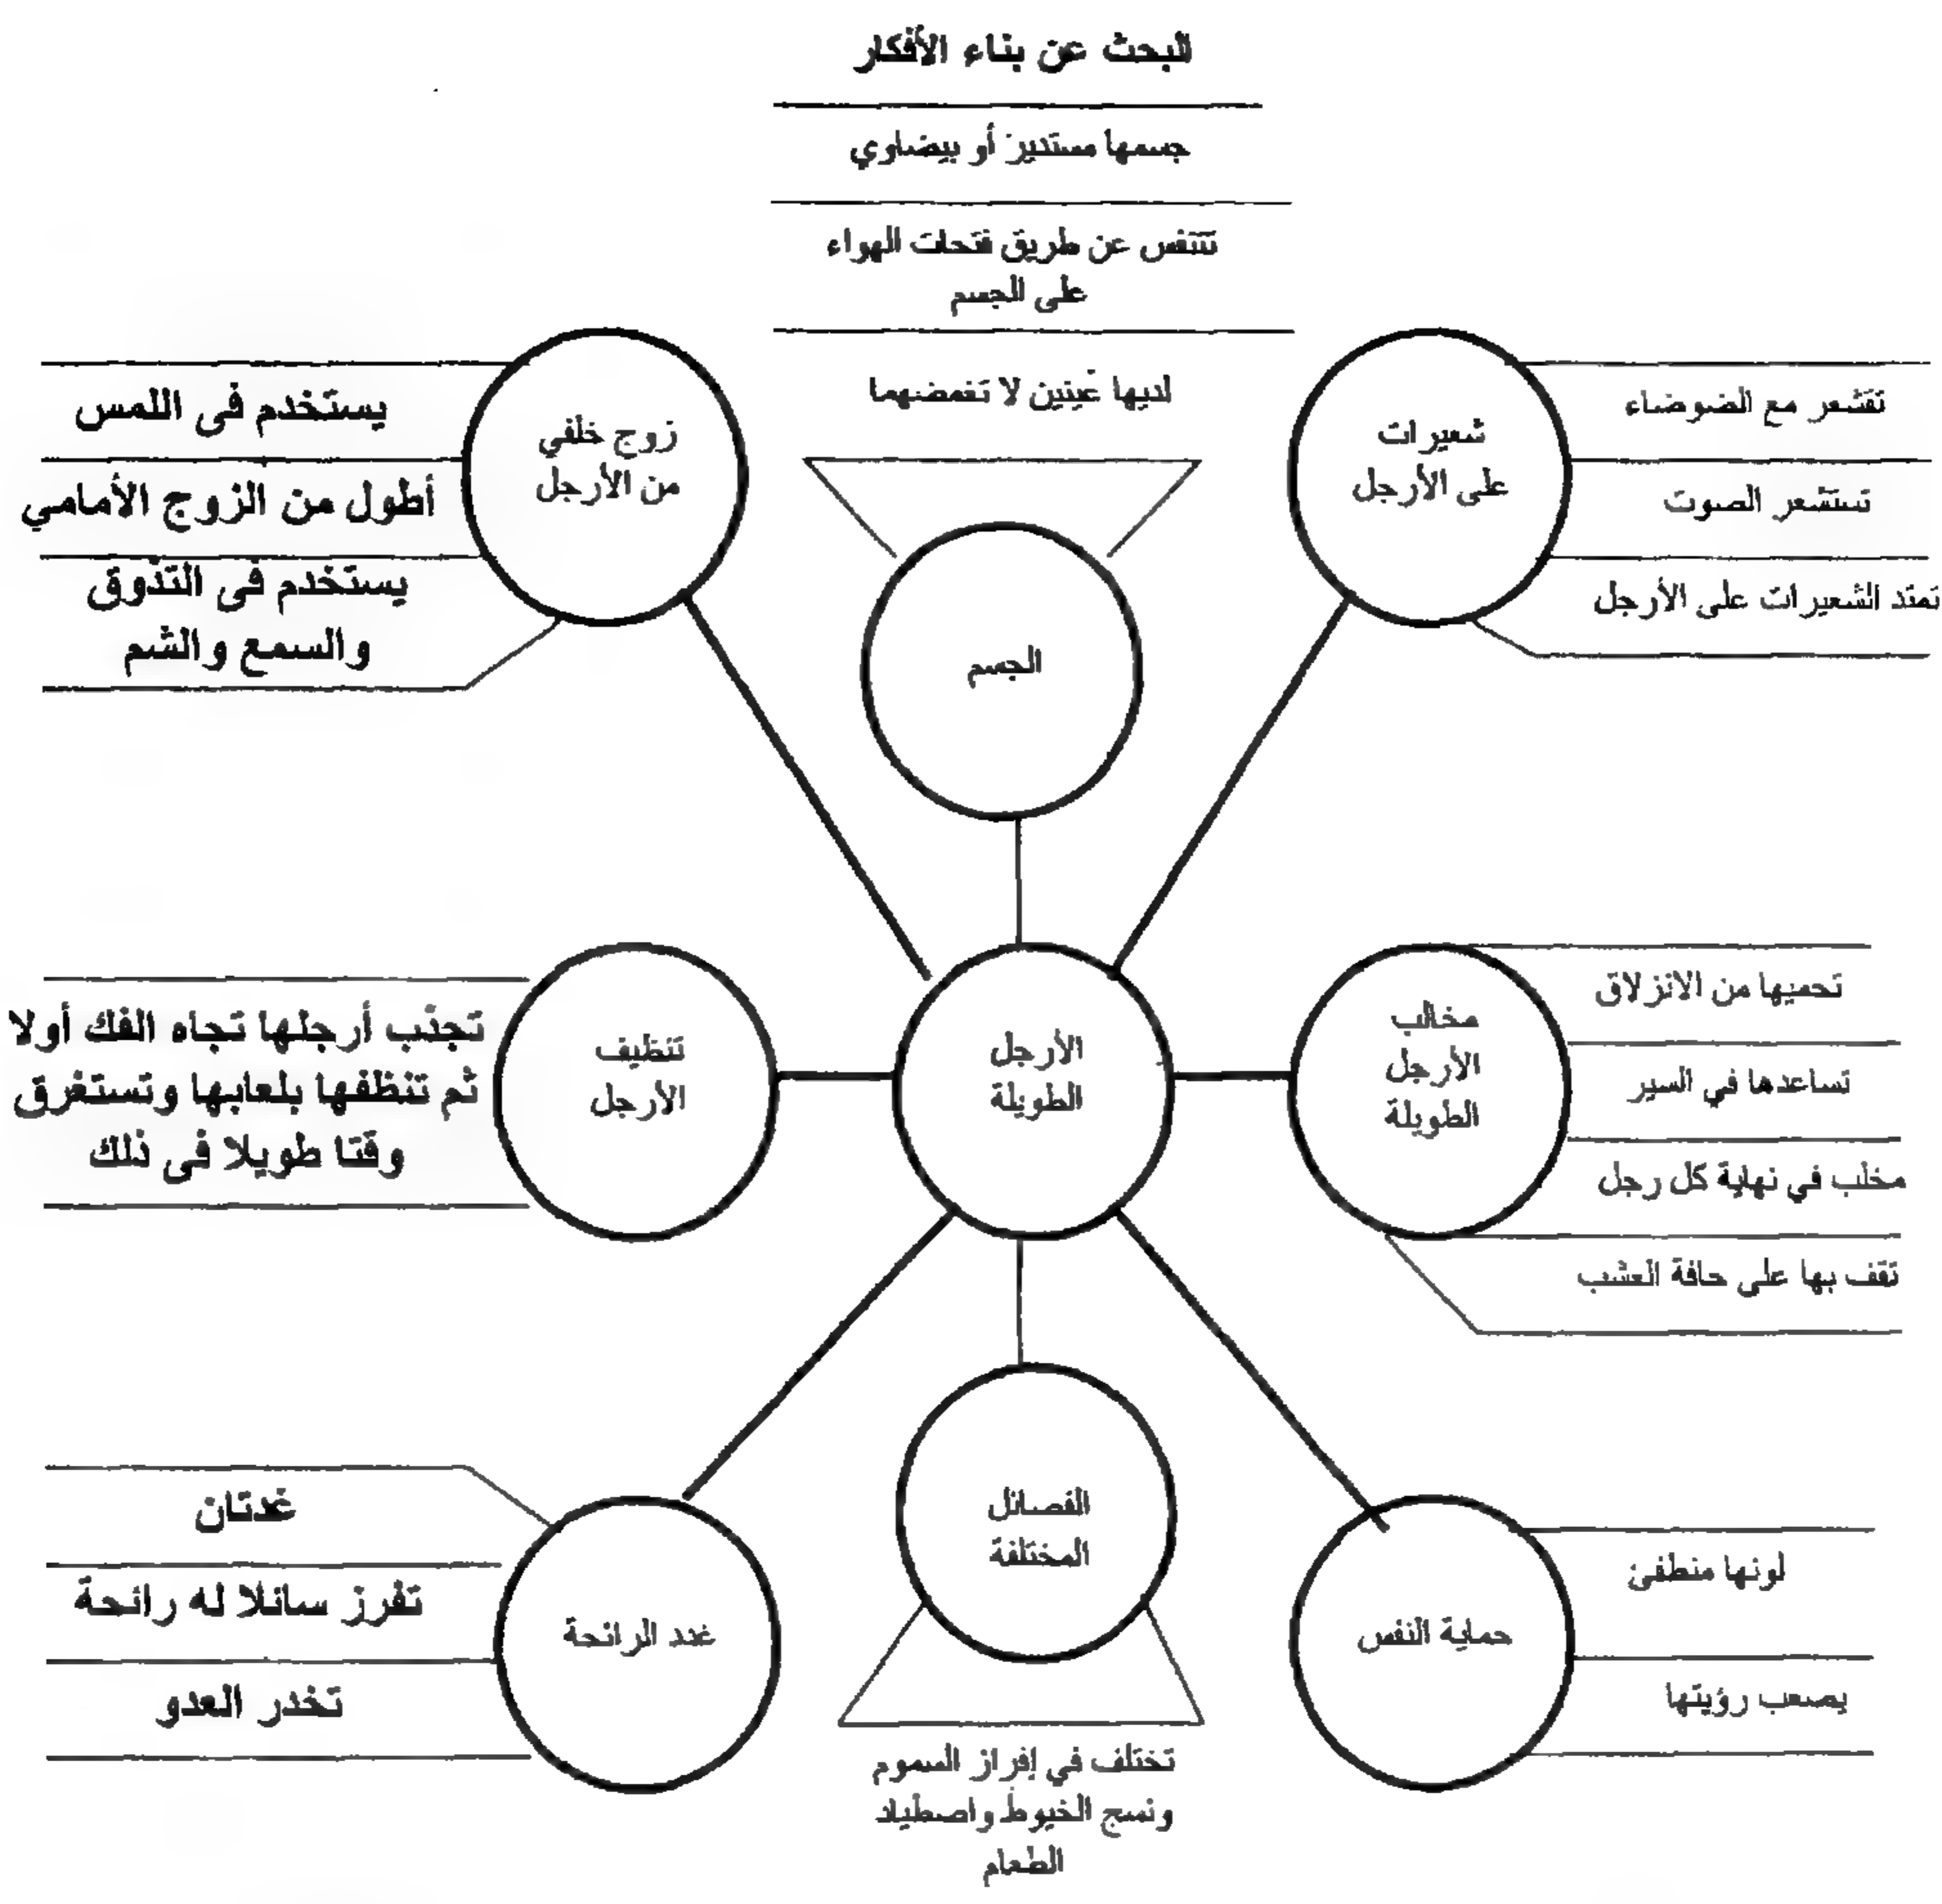 للبحث عن بناء الأفكار
جسمها مستدير أو بيضاوي
تتنفس عن طريق فتحات للهواء
على الجسم
لديها عينين لا تغمضهما
الجسم
شعيرات
على الأرجل
تقشعر مع الضوضاء
تستشعر الصوت
تمتد الشعيرات على الأرجل
زوج خلفي
من الأرجل
يستخدم فى اللمس
أطول من الزوج الأمامي
يستخدم فى التذوق
والسمع والشم
مخالب
الأرجل
الطويلة
تحميها من الانزلاق
تساعدها في السير
مخلب في نهاية كل رجل
تقف بها على حافة العشب
الأرجل
الطويلة
تنظيف
الأرجل
تجذب أرجلها تجاه الفك أولا
ثم تنظفها بلعابها وتستغرق
وقتا طويلا فى ذلك
حماية النفس
لونها منطفئ
يصعب رؤيتها
الفصائل
المختلفة
تختلف في إفراز السموم
ونسج الخيوط واصطياد
الطعام
غدد الرائحة
غدتان
تفرز سائلا له رائحة
تخدر العدو